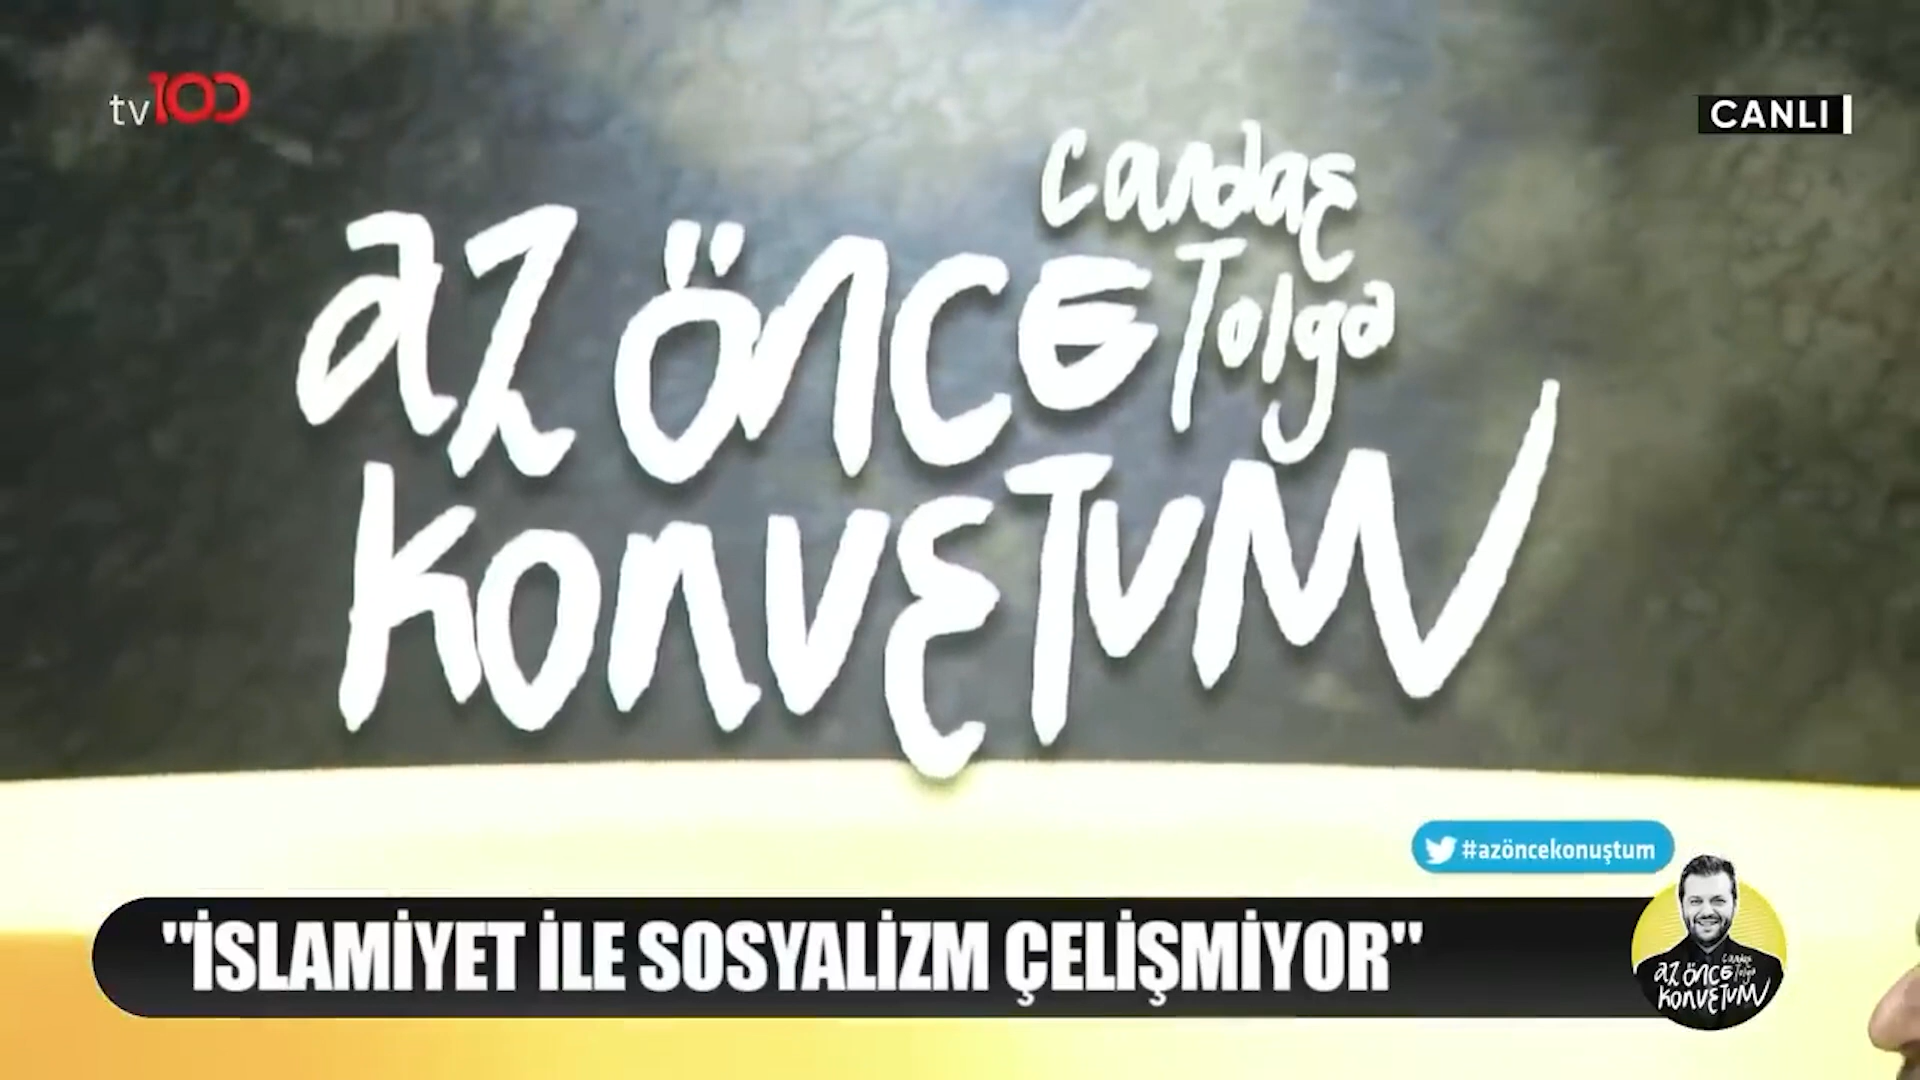 tv100
CANLI
Candaş
Tolga
az önce
konuştum
#azöncekonuştum
"İSLAMİYET İLE SOSYALİZM ÇELİŞMİYOR"
Candaş
Tolga
az önce
konuştum